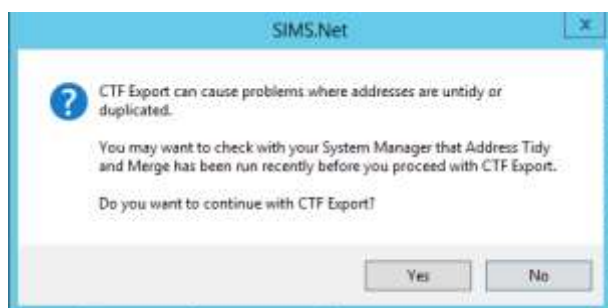 SIMS.Net
x
CTF Export can cause problems where addresses are untidy or
duplicated.
You may want to check with your System Manager that Address Tidy
and Merge has been run recently before you proceed with CTF Export.
Do you want to continue with CTF Export?
Yes
No